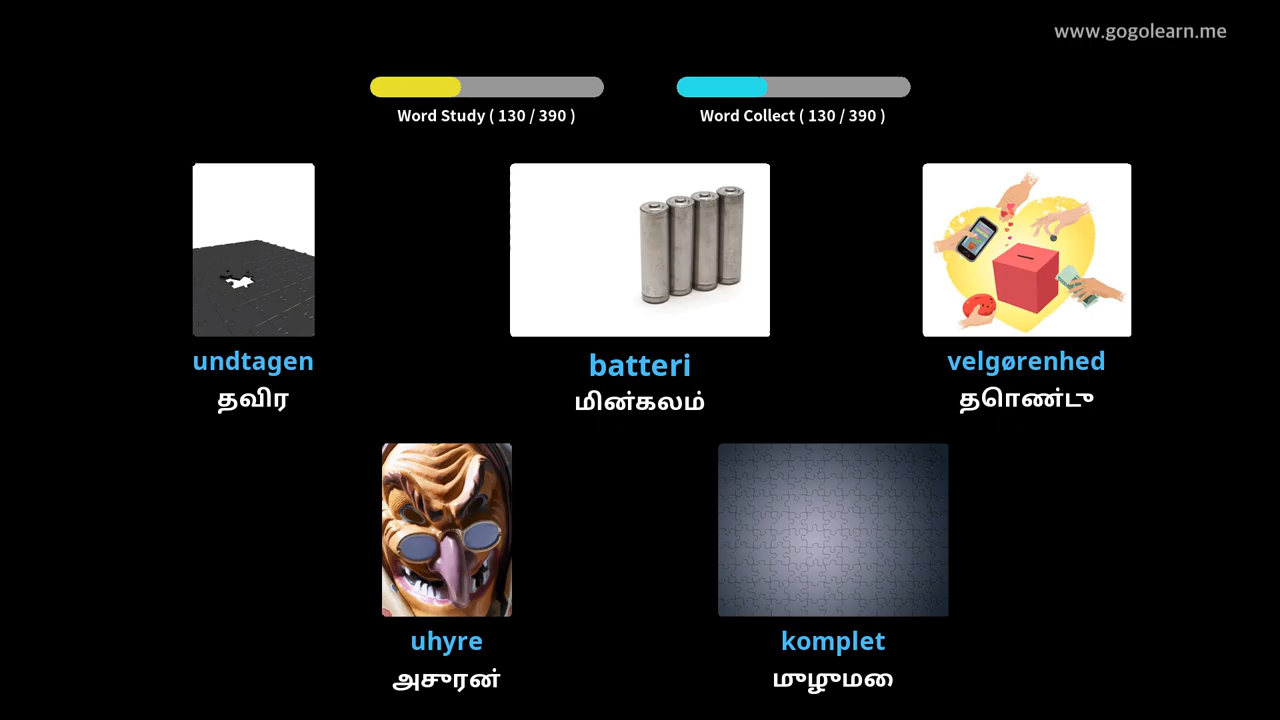 www.gogolearn.me
Word Study ( 130 / 390 )
Word Collect ( 130 / 390 )
undtagen
தவிர
batteri
மின்கலம்
velgørenhed
தொண்டு
uhyre
அசுரன்
komplet
முழுமை